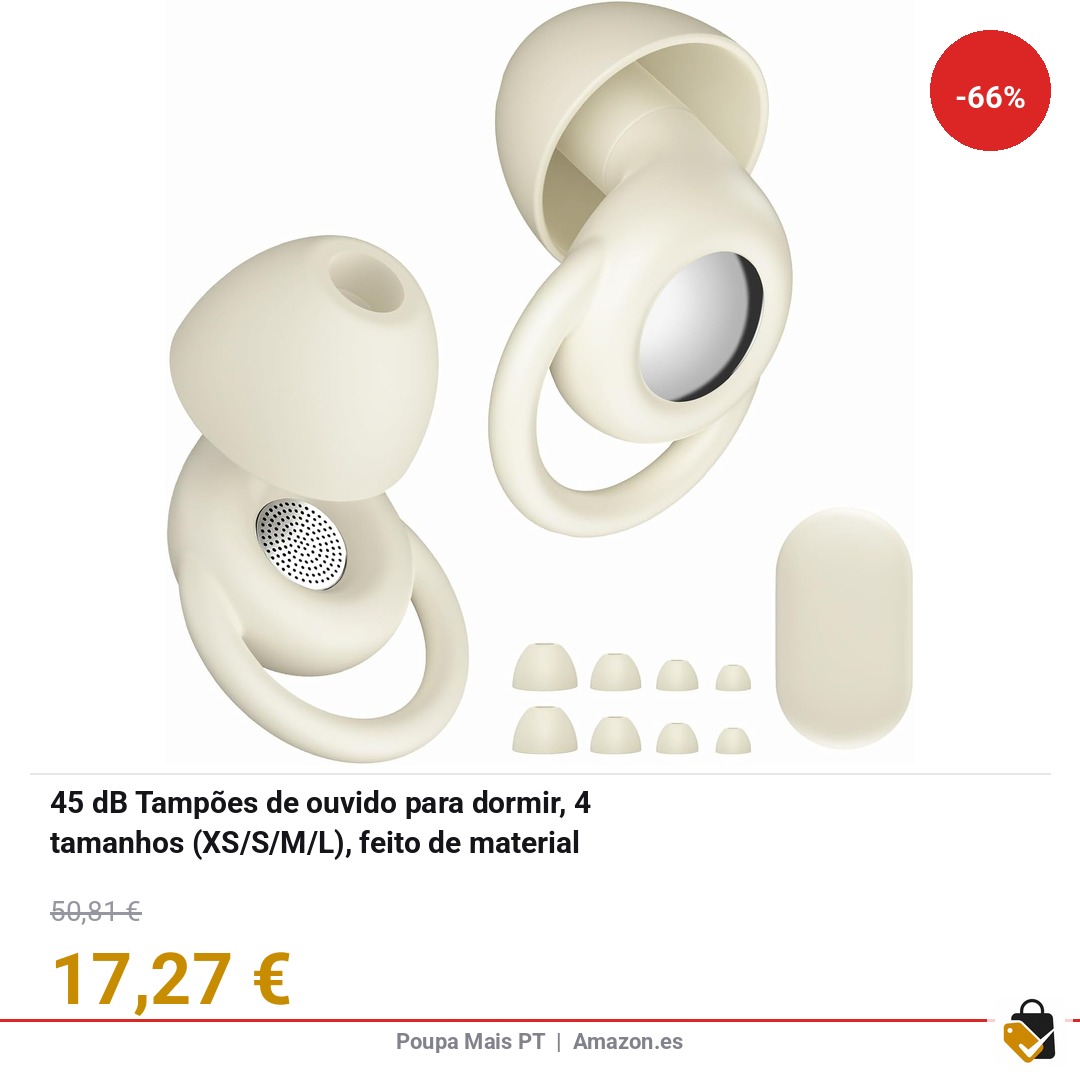 -66%
45 dB Tampões de ouvido para dormir, 4
tamanhos (XS/S/M/L), feito de material
50,81 €
17,27 €
Poupa Mais PT | Amazon.es